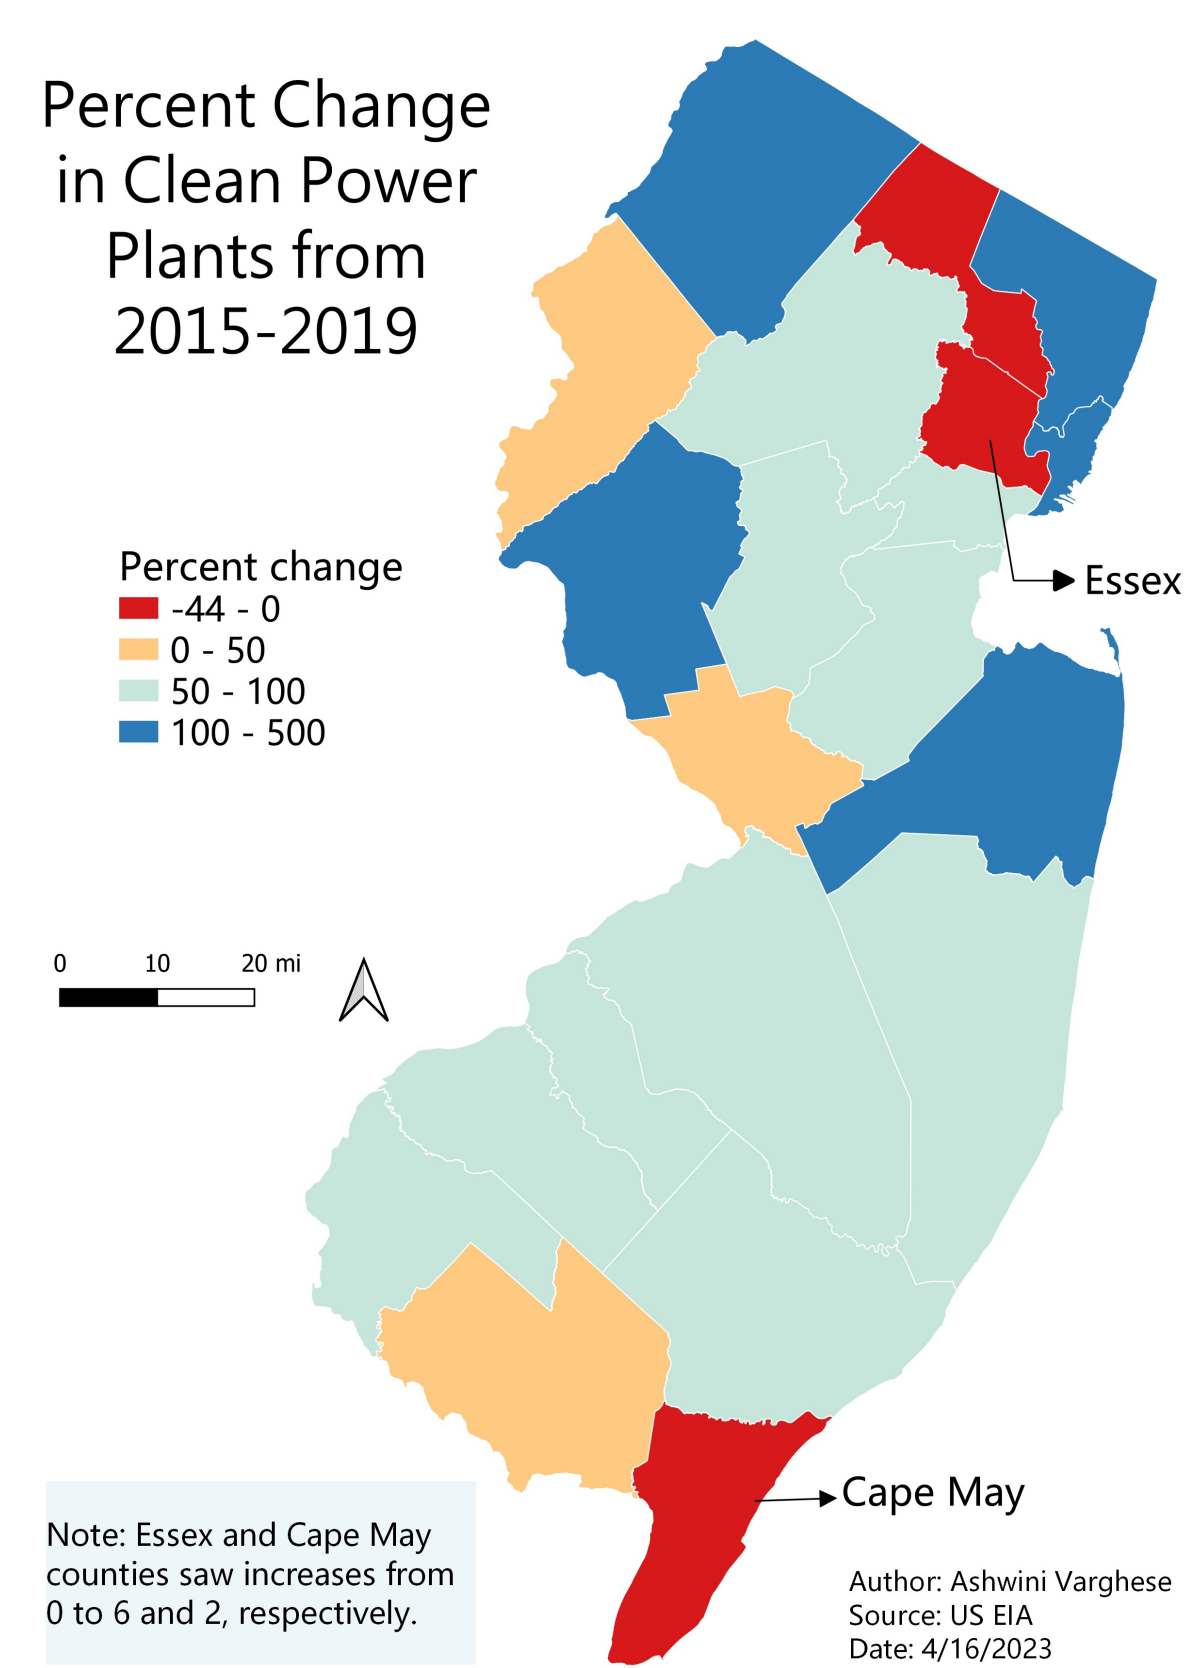 Percent Change
in Clean Power
Plants from
2015-2019
Percent change
-44 - 0
0 - 50
50 - 100
100 - 500
Essex
0 10 20 mi
Cape May
Note: Essex and Cape May
counties saw increases from
0 to 6 and 2, respectively.
Author: Ashwini Varghese
Source: US EIA
Date: 4/16/2023